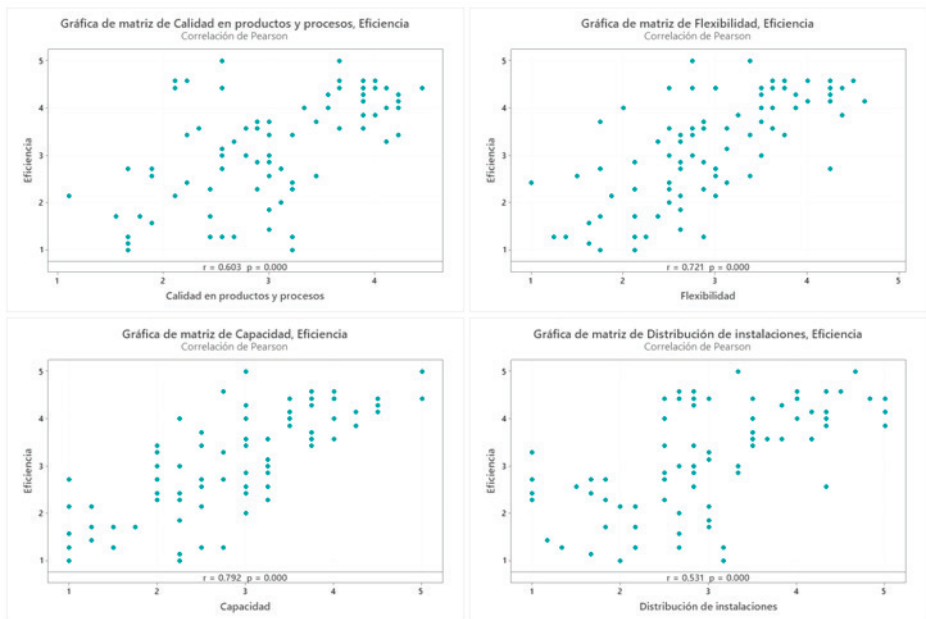 Gráfica de matriz de Calidad en productos y procesos, Eficiencia
Correlación de Pearson
5
4
3
2
1
Eficiencia
r = 0.603 p = 0.000
1 2 3 4
Calidad en productos y procesos
Gráfica de matriz de Flexibilidad, Eficiencia
Correlación de Pearson
5
4
3
2
1
Eficiencia
r = 0.721 p = 0.000
1 2 3 4 5
Flexibilidad
Gráfica de matriz de Capacidad, Eficiencia
Correlación de Pearson
5
4
3
2
1
Eficiencia
r = 0.792 p = 0.000
1 2 3 4 5
Capacidad
Gráfica de matriz de Distribución de instalaciones, Eficiencia
Correlación de Pearson
5
4
3
2
1
Eficiencia
r = 0.531 p = 0.000
1 2 3 4 5
Distribución de instalaciones